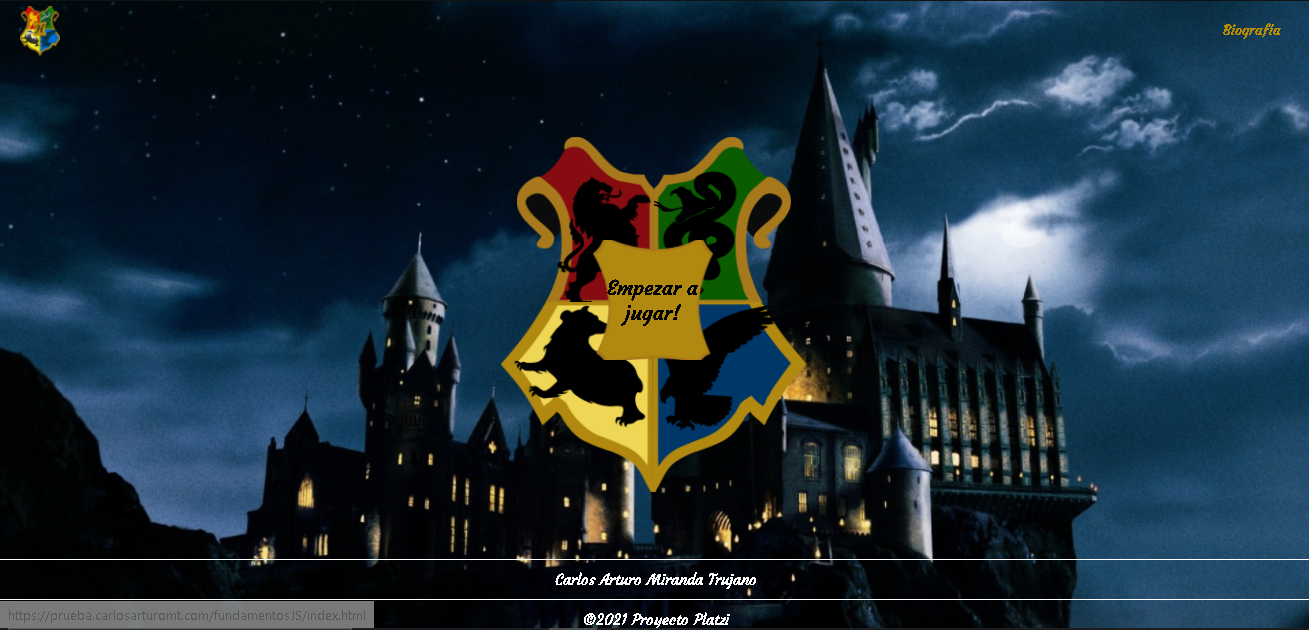 Biografía
Empezar a
jugar!
Carlos Arturo Miranda Trujano
©2021 Proyecto Platzi
https://prueba.carlosarturomt.com/fundamentosJS/index.html